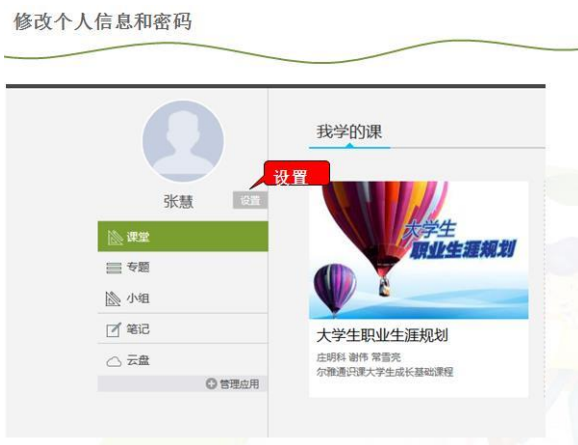 修改个人信息和密码
我学的课
设置
张慧
设置
课堂
专题
小组
笔记
云盘
管理应用
大学生
职业生涯规划
大学生职业生涯规划
庄明科 谢伟 常雪亮
尔雅通识课大学生成长基础课程